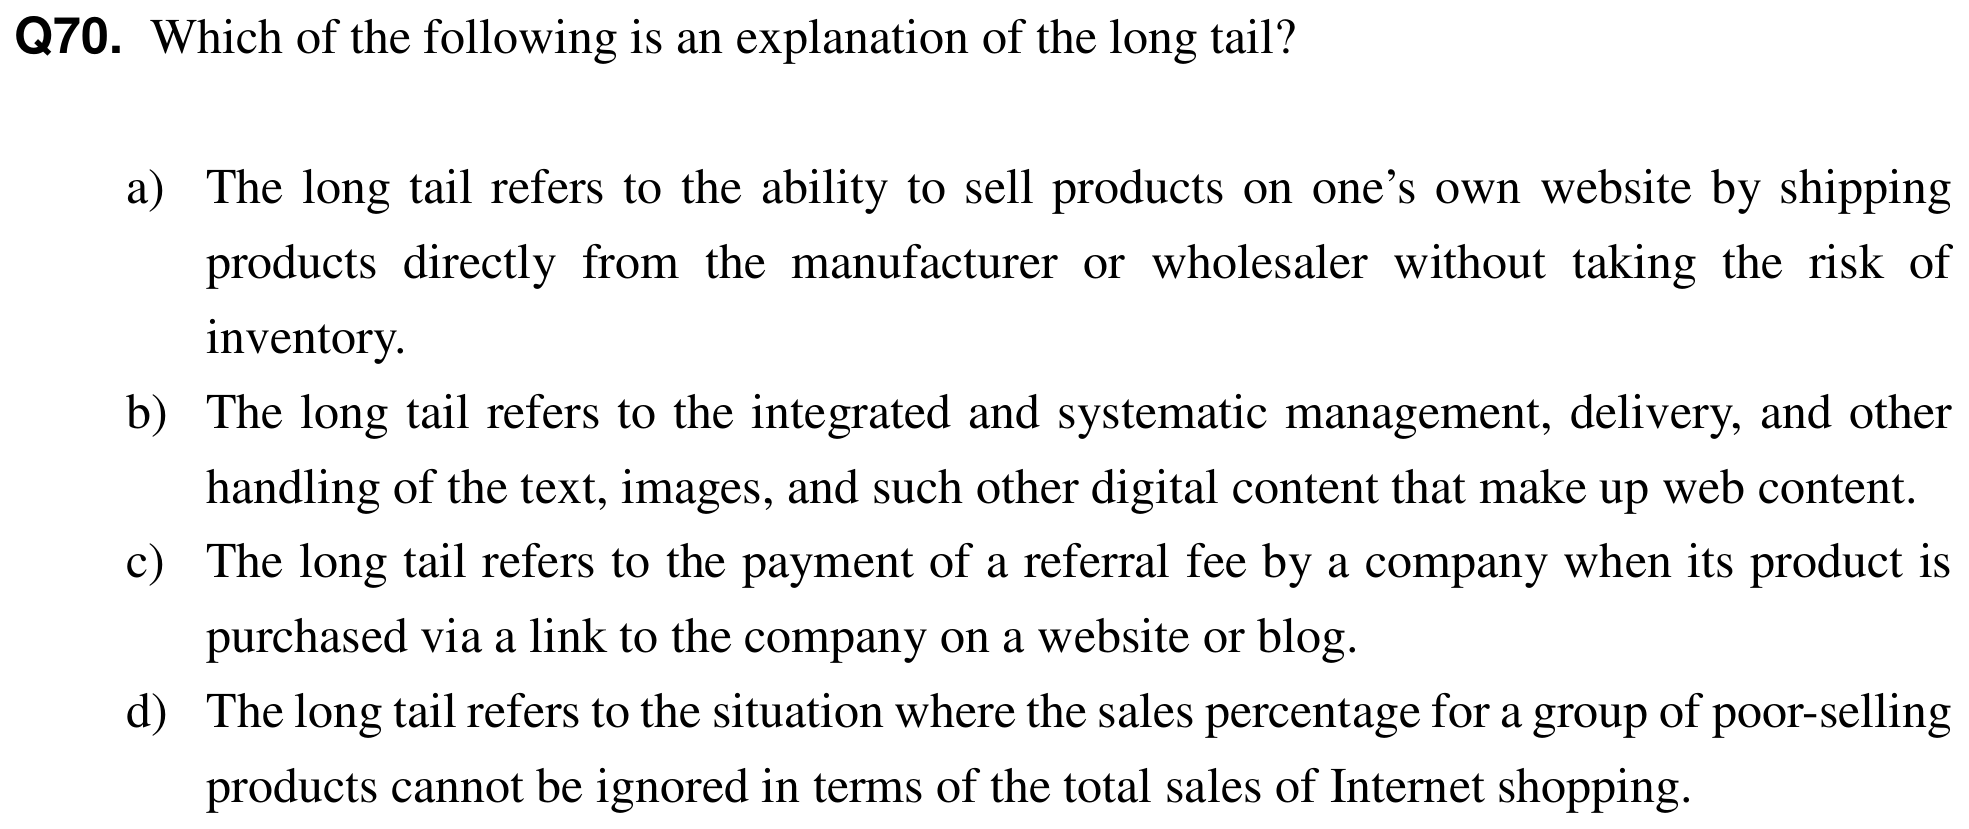 Q70. Which of the following is an explanation of the long tail?
a) The long tail refers to the ability to sell products on one’s own website by shipping
products directly from the manufacturer or wholesaler without taking the risk of
inventory.
b) The long tail refers to the integrated and systematic management, delivery, and other
handling of the text, images, and such other digital content that make up web content.
c) The long tail refers to the payment of a referral fee by a company when its product is
purchased via a link to the company on a website or blog.
d) The long tail refers to the situation where the sales percentage for a group of poor-selling
products cannot be ignored in terms of the total sales of Internet shopping.